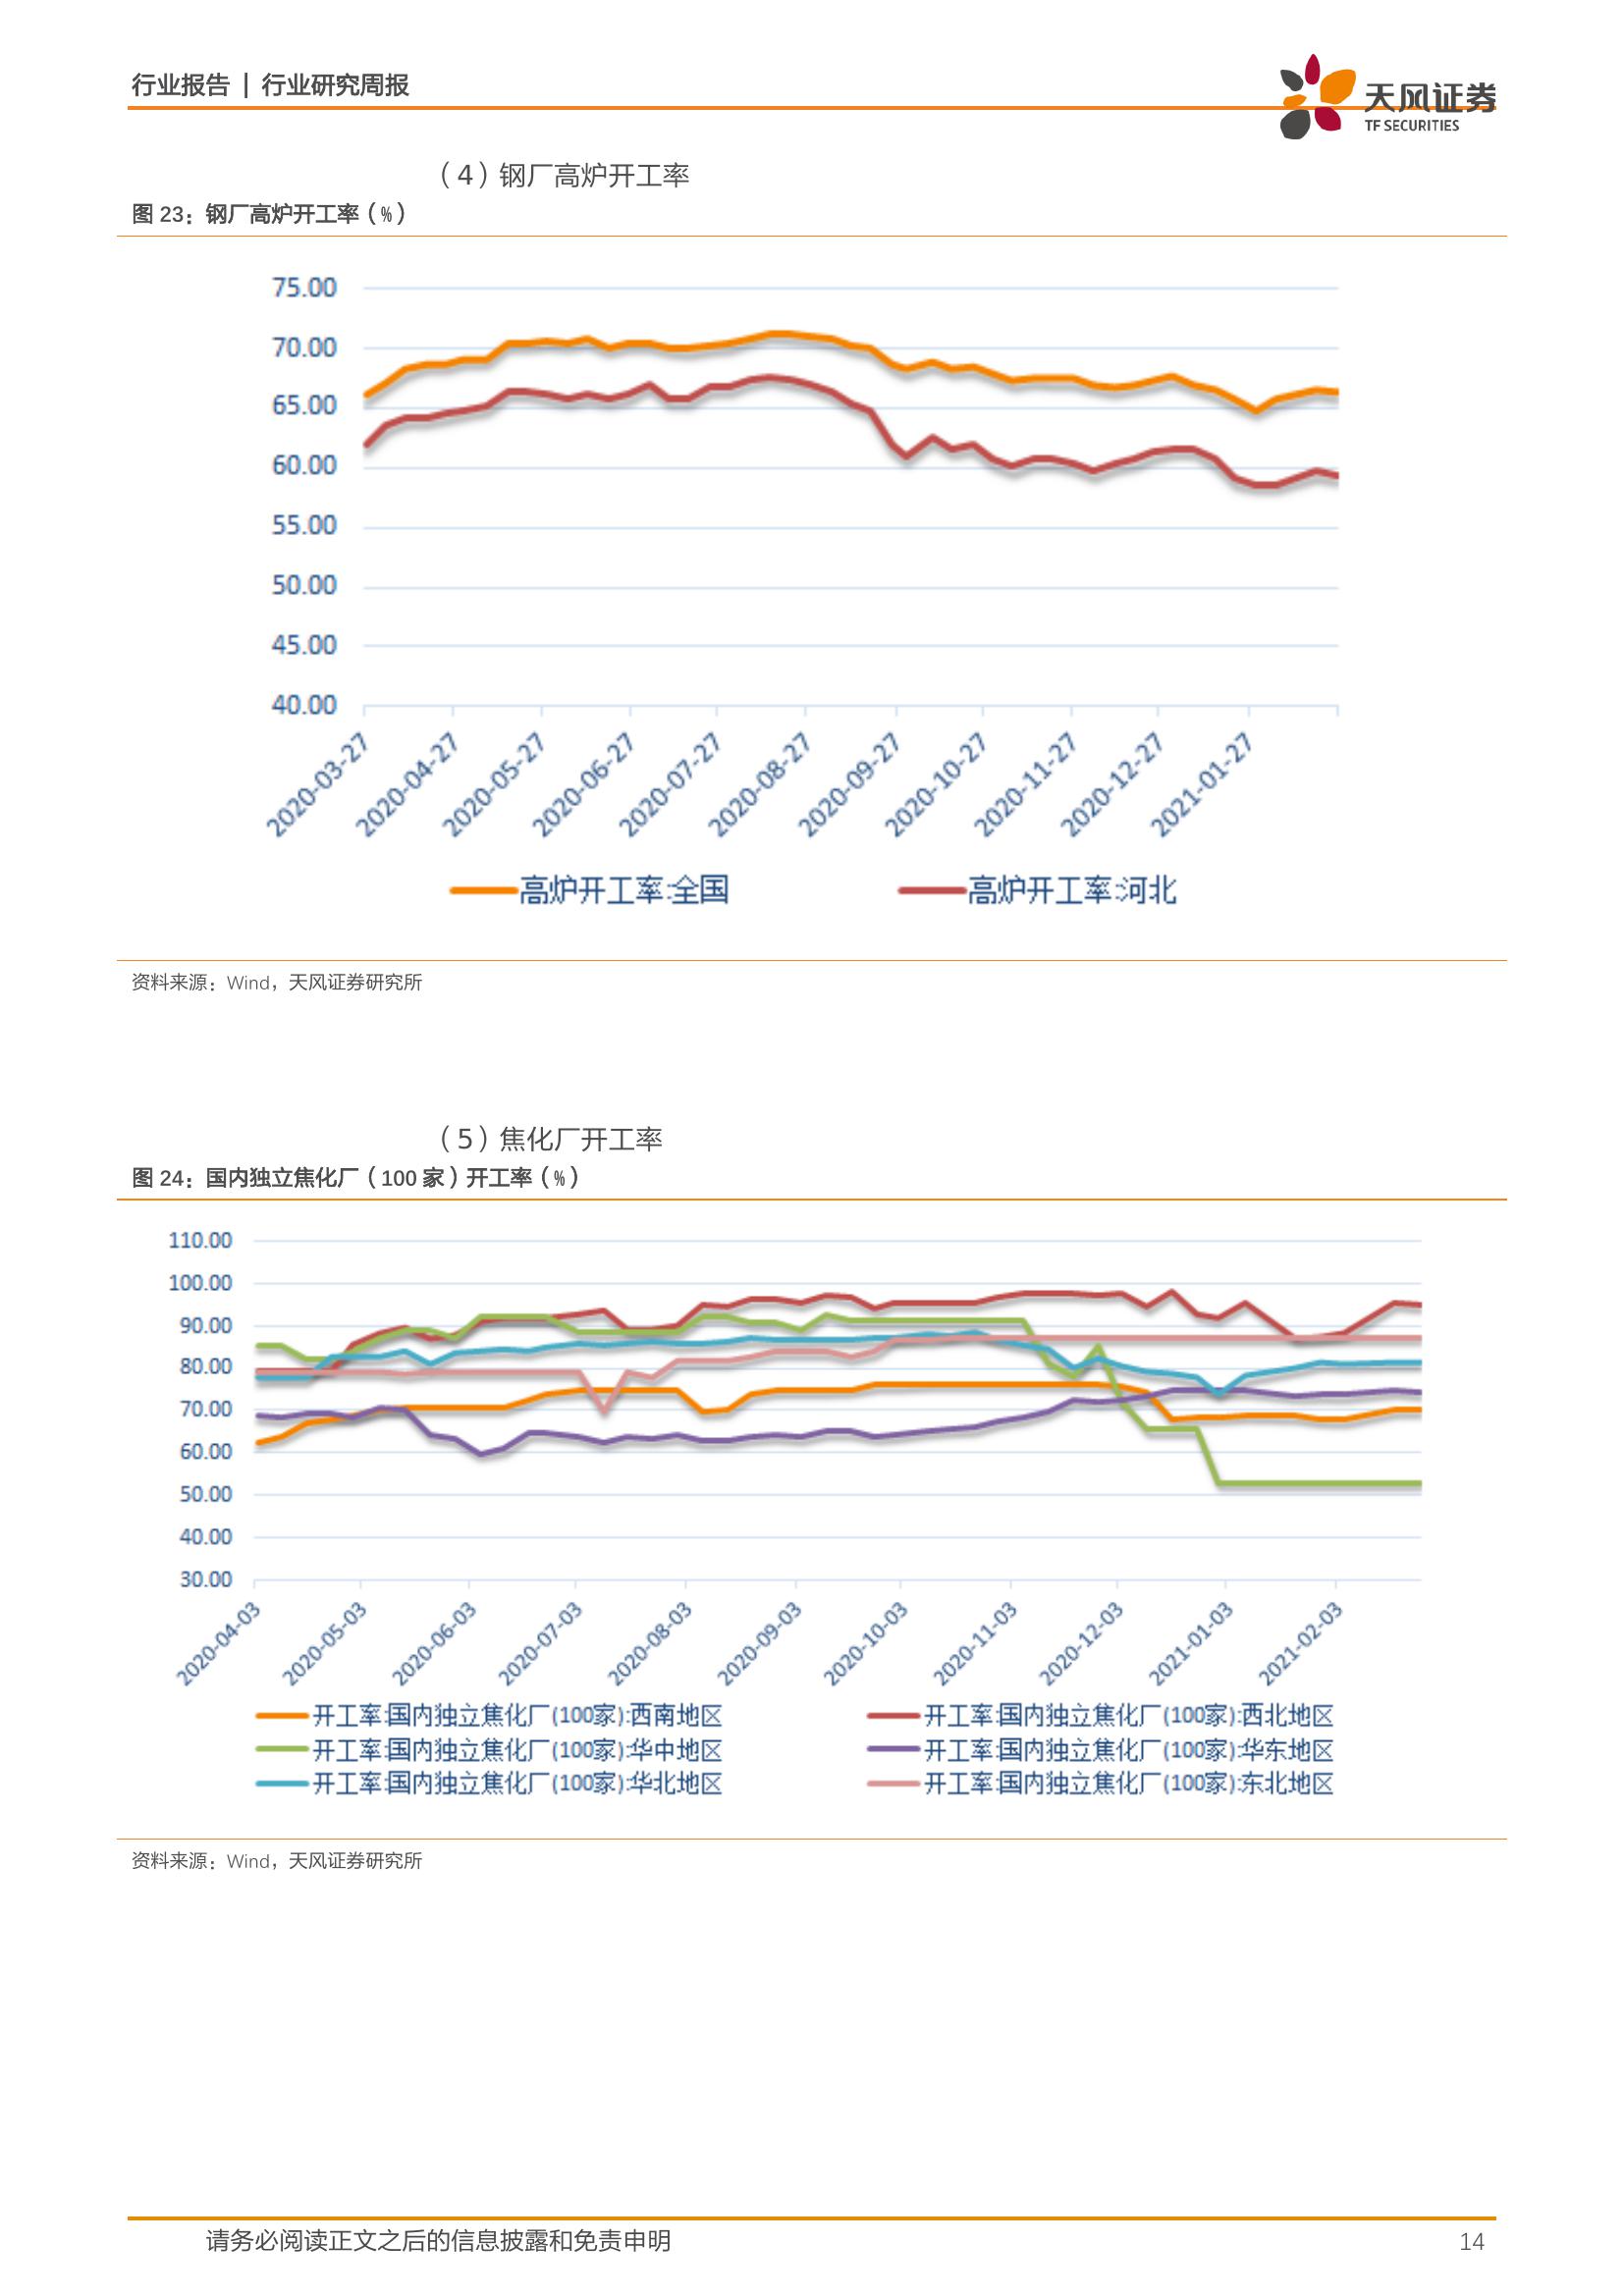 行业报告 | 行业研究周报
天风证券
TF SECURITIES
（4）钢厂高炉开工率
图 23：钢厂高炉开工率（%）
75.00
70.00
65.00
60.00
55.00
50.00
45.00
40.00
2020-03-27
2020-04-27
2020-05-27
2020-06-27
2020-07-27
2020-08-27
2020-09-27
2020-10-27
2020-11-27
2020-12-27
2021-01-27
高炉开工率:全国
高炉开工率:河北
资料来源：Wind，天风证券研究所
（5）焦化厂开工率
图 24：国内独立焦化厂（100 家）开工率（%）
110.00
100.00
90.00
80.00
70.00
60.00
50.00
40.00
30.00
2020-04-03
2020-05-03
2020-06-03
2020-07-03
2020-08-03
2020-09-03
2020-10-03
2020-11-03
2020-12-03
2021-01-03
2021-02-03
开工率:国内独立焦化厂(100家):西南地区
开工率:国内独立焦化厂(100家):西北地区
开工率:国内独立焦化厂(100家):华中地区
开工率:国内独立焦化厂(100家):华东地区
开工率:国内独立焦化厂(100家):华北地区
开工率:国内独立焦化厂(100家):东北地区
资料来源：Wind，天风证券研究所
请务必阅读正文之后的信息披露和免责申明
14